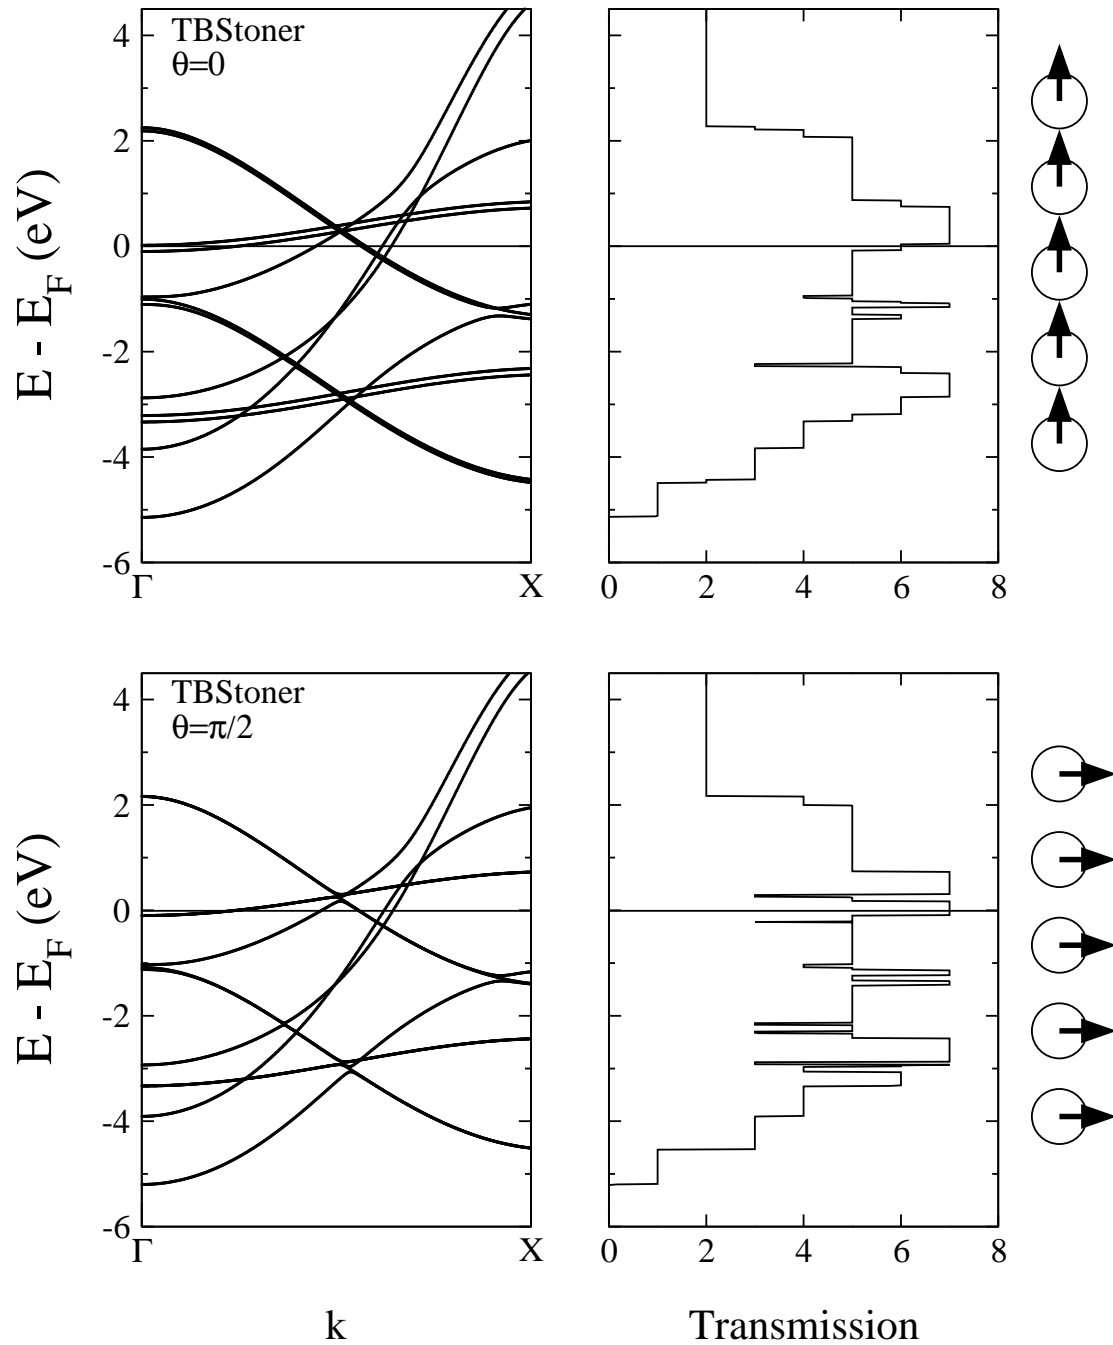 TBStoner
θ=0
4
2
0
-2
-4
-6
E - E_F (eV)
Γ
X
0
2
4
6
8
TBStoner
θ=π/2
4
2
0
-2
-4
-6
E - E_F (eV)
Γ
X
0
2
4
6
8
k
Transmission